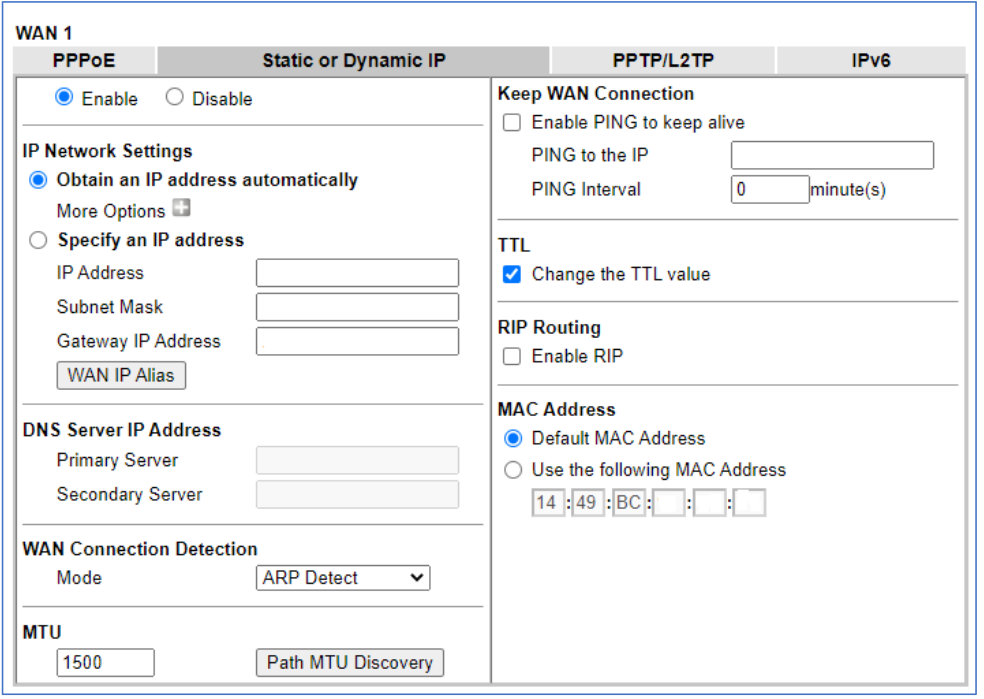 WAN 1
PPPoE
Static or Dynamic IP
PPTP/L2TP
IPv6
Enable Disable
IP Network Settings
Obtain an IP address automatically
More Options
Specify an IP address
IP Address
Subnet Mask
Gateway IP Address
WAN IP Alias
DNS Server IP Address
Primary Server
Secondary Server
WAN Connection Detection
Mode ARP Detect
MTU
1500 Path MTU Discovery
Keep WAN Connection
Enable PING to keep alive
PING to the IP
PING Interval 0 minute(s)
TTL
Change the TTL value
RIP Routing
Enable RIP
MAC Address
Default MAC Address
Use the following MAC Address
14 : 49 : BC : : :